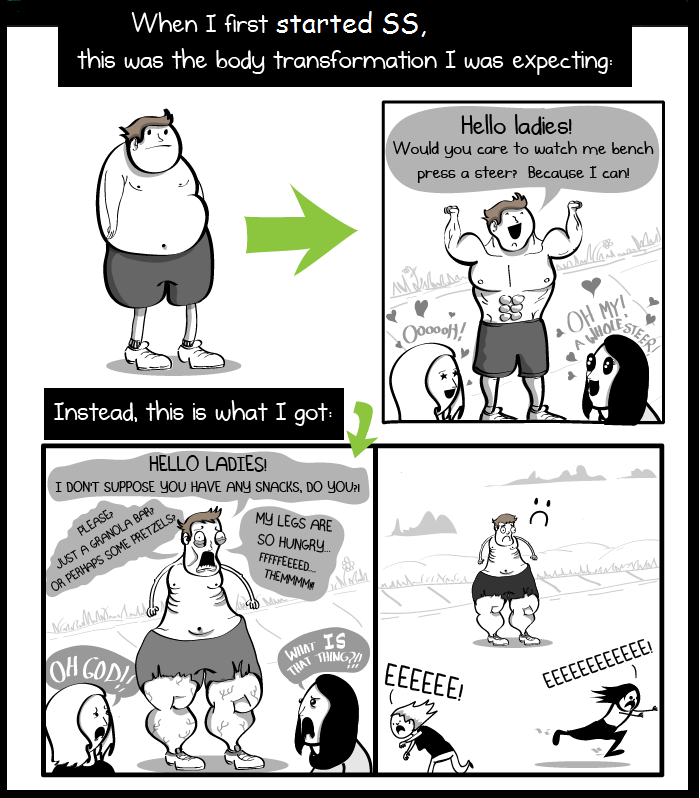 When I first started SS,
this was the body transformation I was expecting:
Hello ladies!
Would you care to watch me bench
press a steer? Because I can!
OoooOH!
OH MY!
A WHOLE STEER!
Instead, this is what I got:
HELLO LADIES!
I DON'T SUPPOSE YOU HAVE ANY SNACKS, DO YOU?!
PLEASE?
JUST A GRANOLA BAR?
OR PERHAPS SOME PRETZELS?
MY LEGS ARE
SO HUNGRY...
FFFFFEEEED...
THEMMMM!!!
OH GOD!!
WHAT IS
THAT THING?!!
!!!
EEEEEE!
EEEEEEEEEEEE!